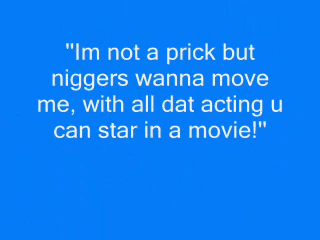 "Im not a prick but
niggers wanna move
me, with all dat acting u
can star in a movie!"